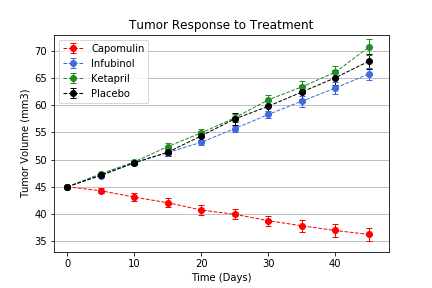 Tumor Response to Treatment
Capomulin
Infubinol
Ketapril
Placebo
70
65
60
55
50
45
40
35
Tumor Volume (mm3)
0 10 20 30 40
Time (Days)